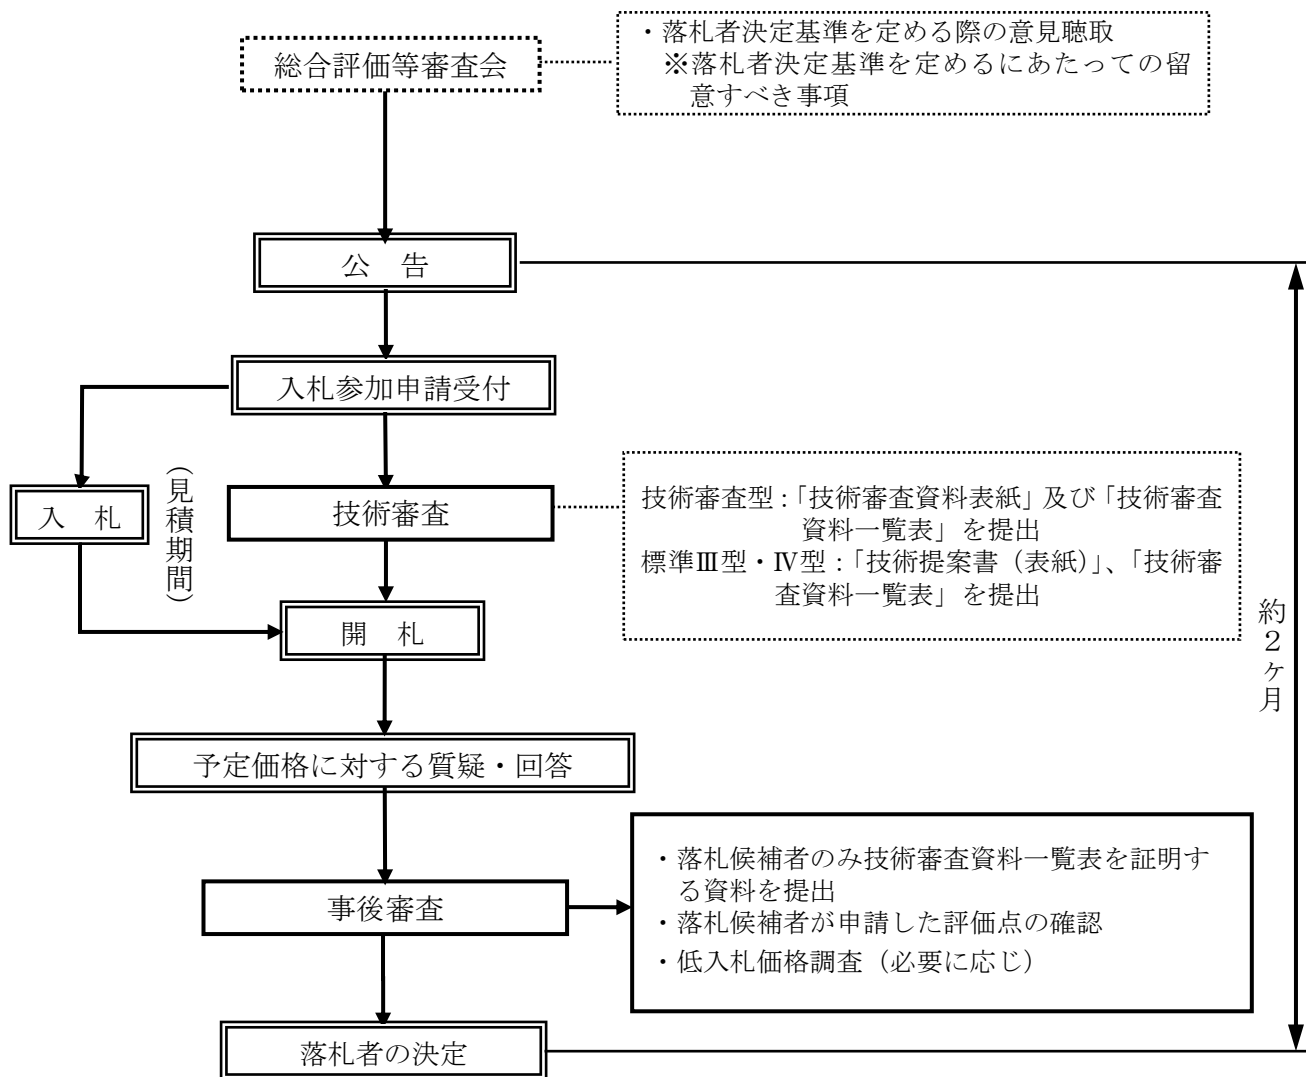 総合評価等審査会
・落札者決定基準を定める際の意見聴取
※落札者決定基準を定めるにあたっての留
意すべき事項
公　告
入札参加申請受付
入　札
（見積期間）
技術審査
技術審査型：「技術審査資料表紙」及び「技術審査
資料一覧表」を提出
標準Ⅲ型・Ⅳ型：「技術提案書（表紙）」、「技術審
査資料一覧表」を提出
開　札
約２ヶ月
予定価格に対する質疑・回答
事後審査
・落札候補者のみ技術審査資料一覧表を証明す
る資料を提出
・落札候補者が申請した評価点の確認
・低入札価格調査（必要に応じ）
落札者の決定